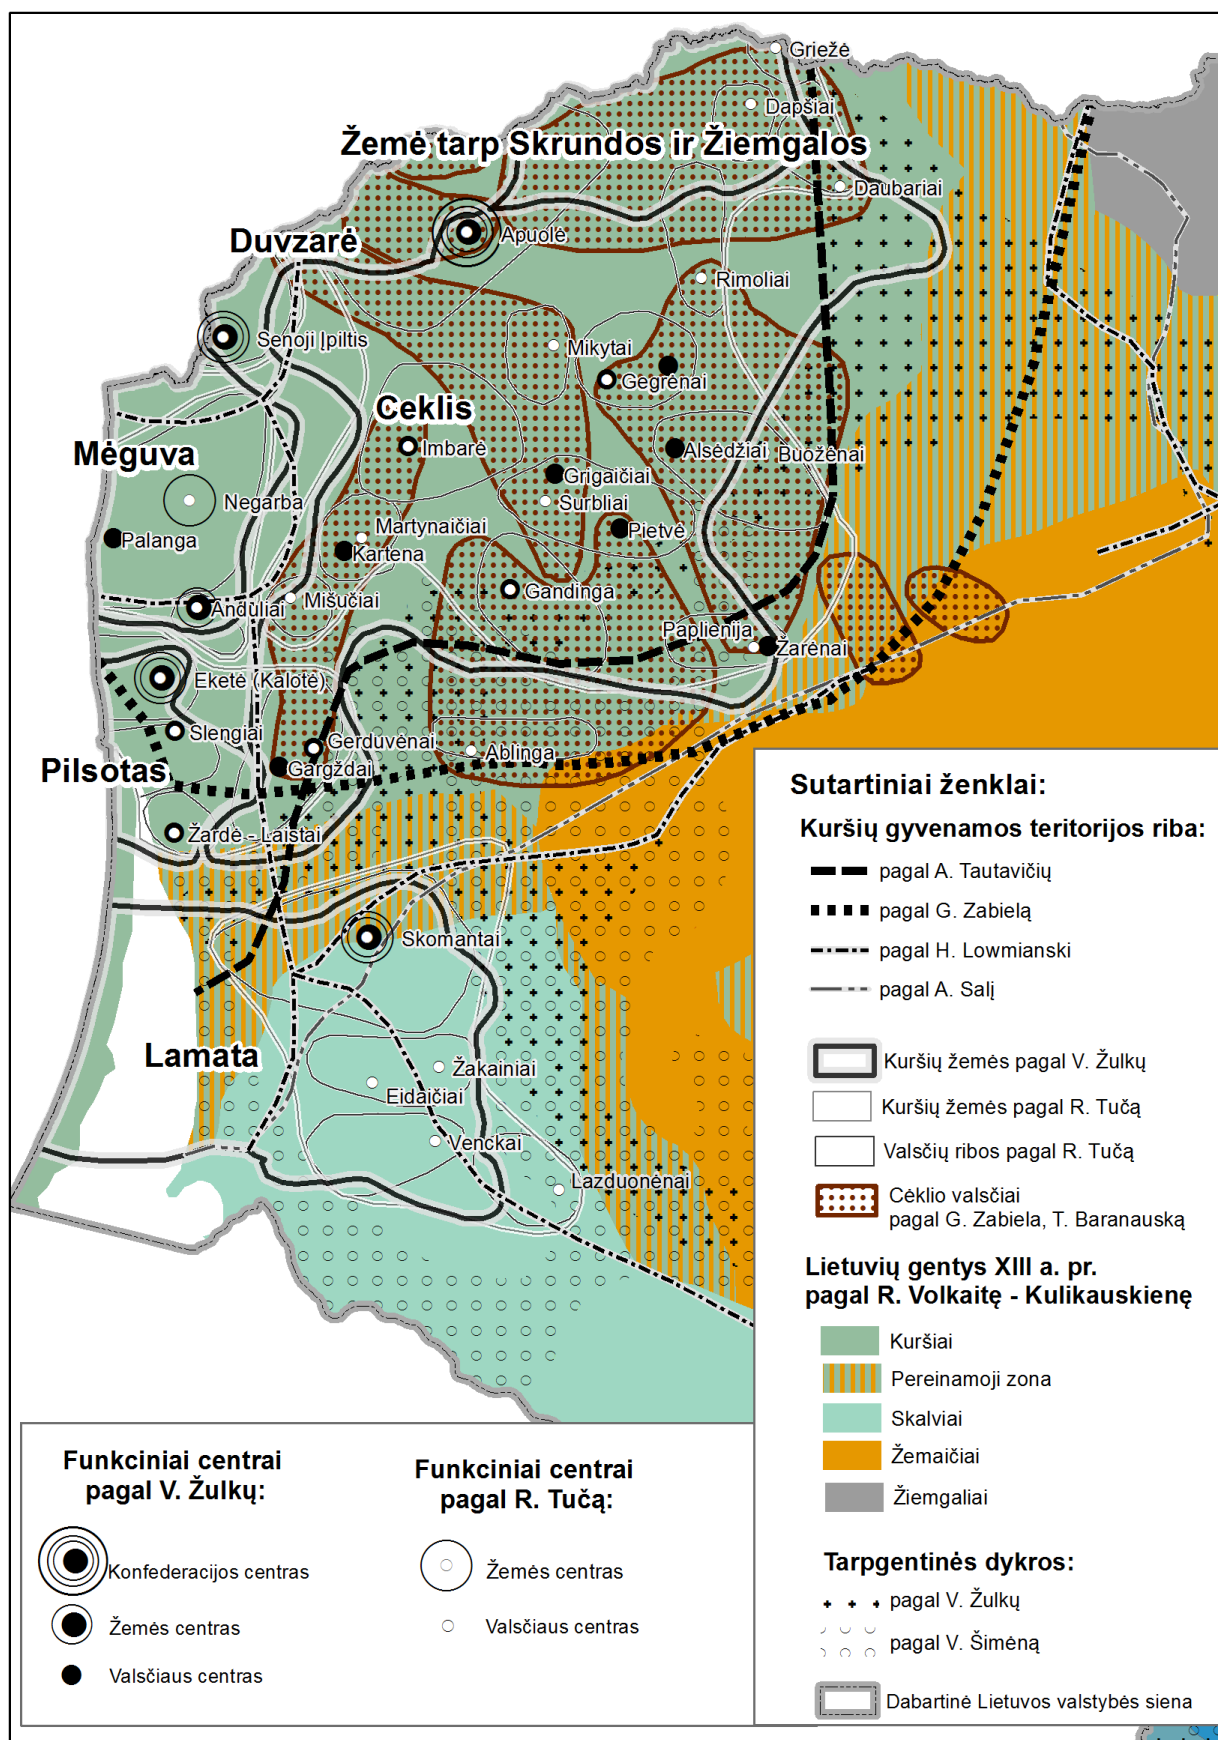 Griežė
Dapšiai
Žemė tarp Skrundos ir Žiemgalos
Daubariai
Duvzarė
Apuolė
Rimoliai
Senoji Įpiltis
Mikytai
Gegrėnai
Ceklis
Imbarė
Alsėdžiai
Buožėnai
Mėguva
Grigaičiai
Negarba
Surbliai
Martynaičiai
Pietvė
Palanga
Kartena
Gandinga
Mišučiai
Anduliai
Paplienija
Žarėnai
Eketė (Kalotė)
Slengiai
Gerduvėnai
Ablinga
Pilsotas
Gargždai
Žardė - Laistai
Skomantai
Lamata
Žakainiai
Eidaičiai
Venckai
Lazduonėnai
Sutartiniai ženklai:
Kuršių gyvenamos teritorijos riba:
pagal A. Tautavičių
pagal G. Zabielą
pagal H. Lowmianski
pagal A. Salį
Kuršių žemės pagal V. Žulkų
Kuršių žemės pagal R. Tučą
Valsčių ribos pagal R. Tučą
Cėklio valsčiai
pagal G. Zabiela, T. Baranauską
Lietuvių gentys XIII a. pr.
pagal R. Volkaitę - Kulikauskienę
Kuršiai
Pereinamoji zona
Skalviai
Žemaičiai
Žiemgaliai
Tarpgentinės dykros:
pagal V. Žulkų
pagal V. Šimėną
Dabartinė Lietuvos valstybės siena
Funkciniai centrai
pagal V. Žulkų:
Konfederacijos centras
Žemės centras
Valsčiaus centras
Funkciniai centrai
pagal R. Tučą:
Žemės centras
Valsčiaus centras